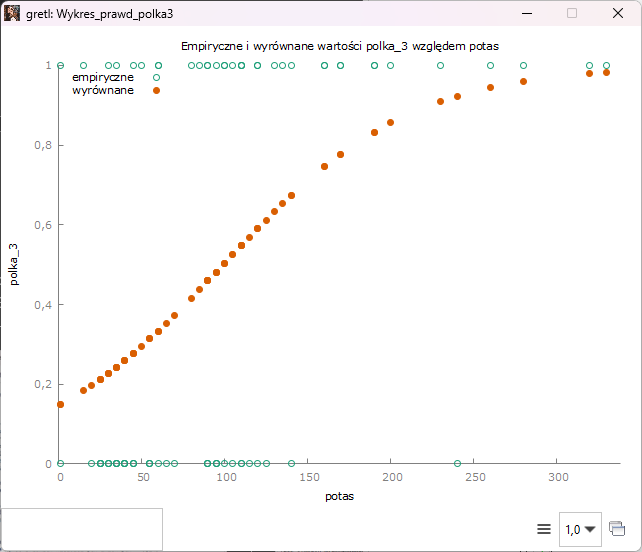 gretl: Wykres_prawd_polka3
Empiryczne i wyrównane wartości polka_3 względem potas
empiryczne
wyrównane
1
0,8
0,6
0,4
0,2
0
polka_3
0 50 100 150 200 250 300
potas
1,0